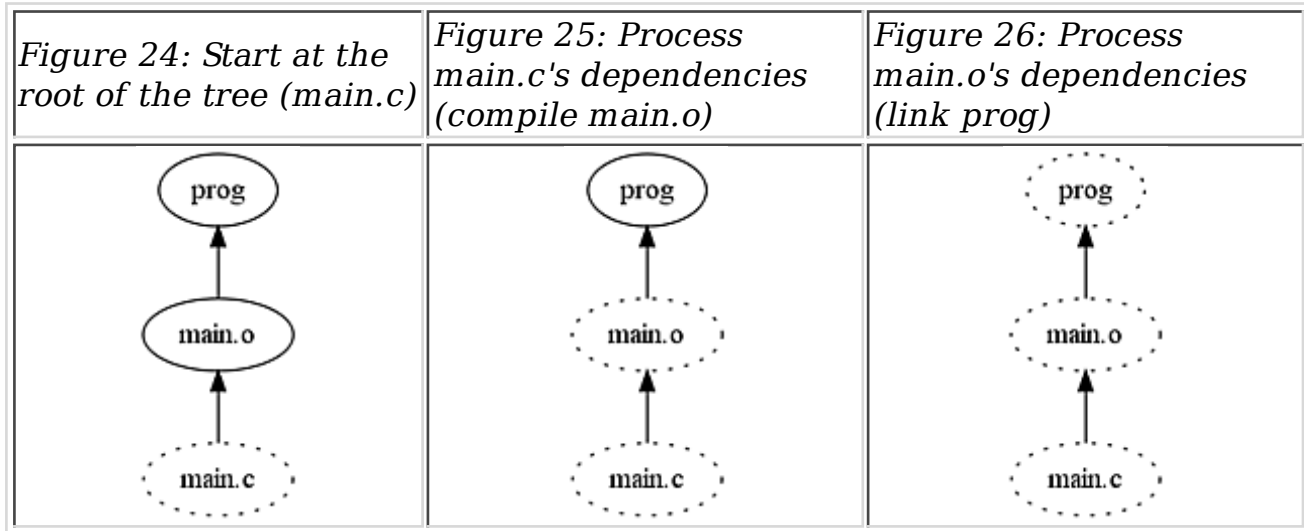 Figure 24: Start at the
root of the tree (main.c)
Figure 25: Process
main.c's dependencies
(compile main.o)
Figure 26: Process
main.o's dependencies
(link prog)
prog
main.o
main.c
prog
main.o
main.c
prog
main.o
main.c